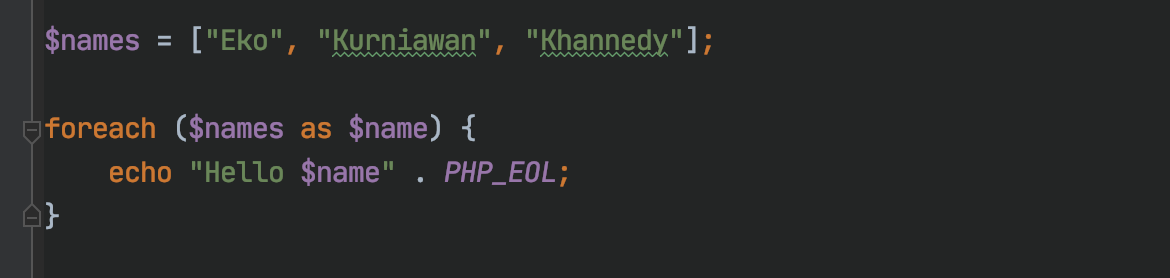 $names = ["Eko", "Kurniawan", "Khannedy"];
foreach ($names as $name) {
    echo "Hello $name" . PHP_EOL;
}